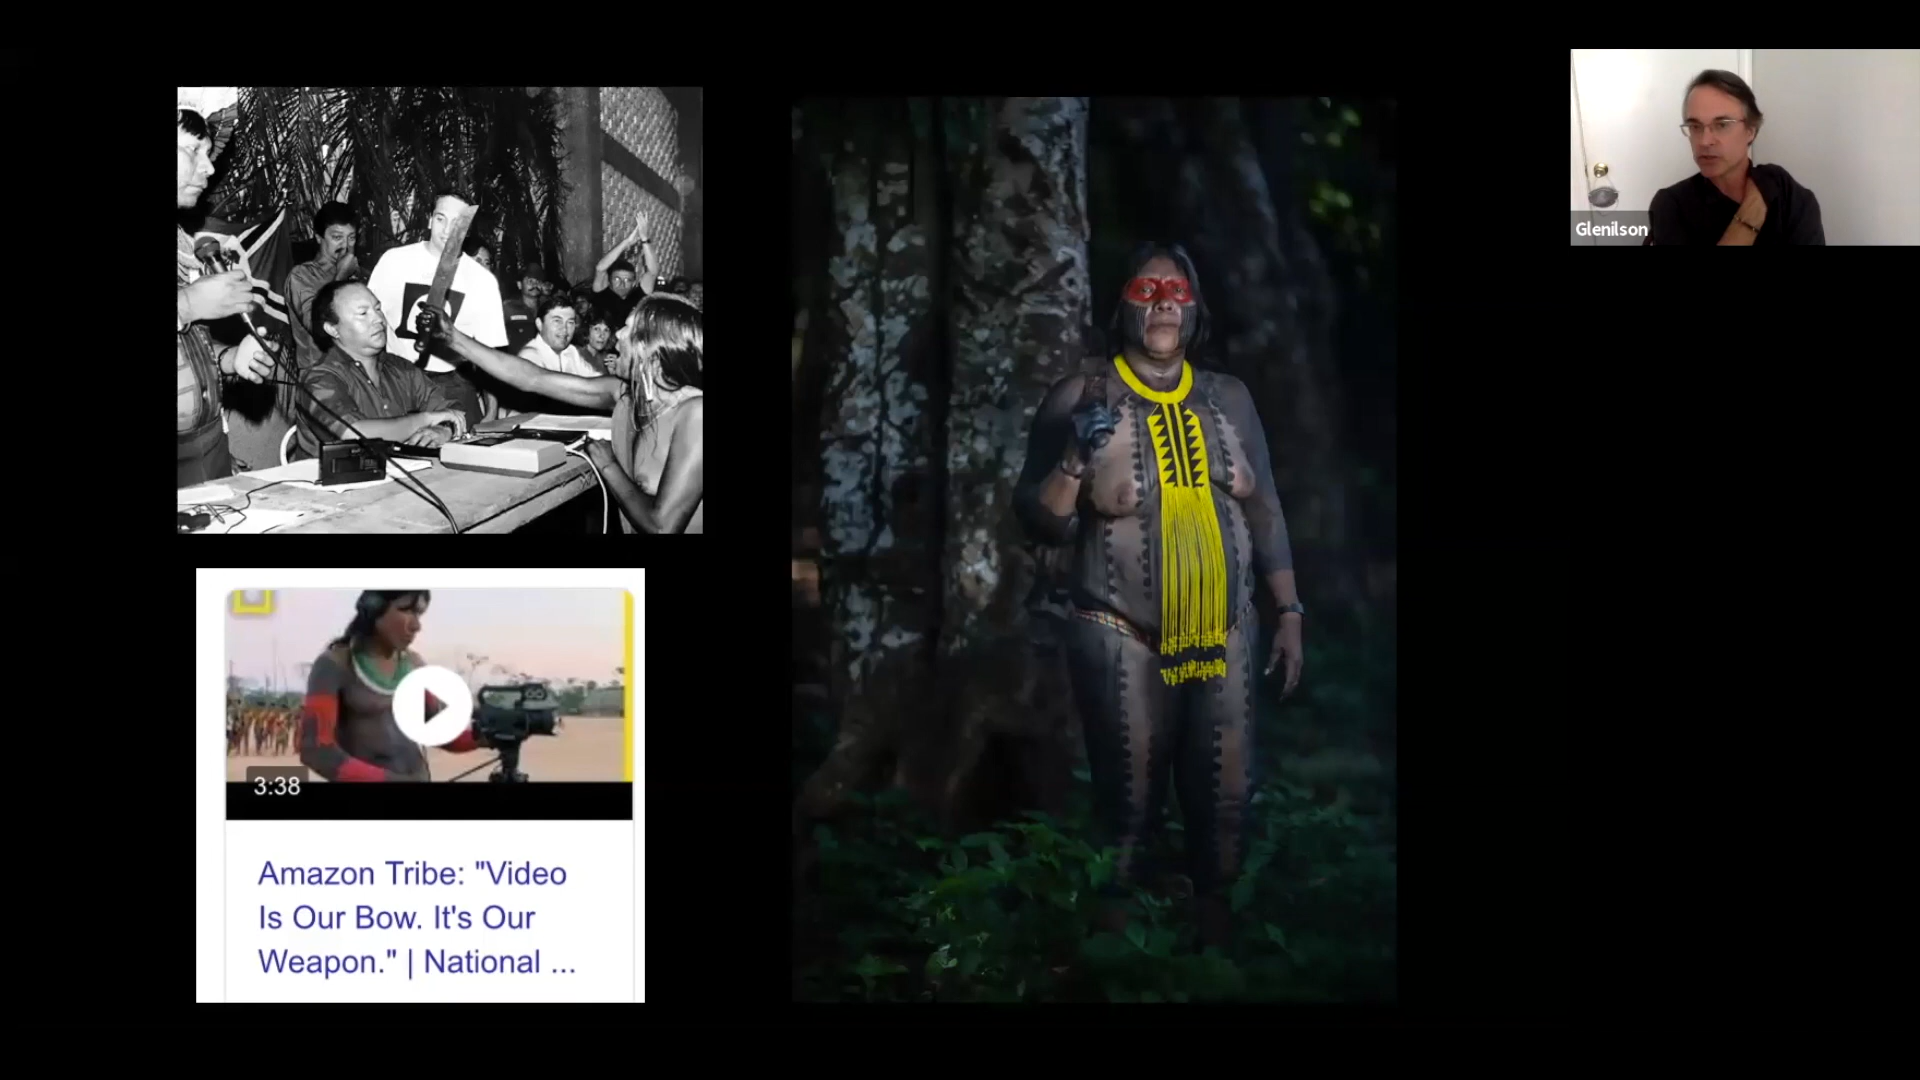 Glenilson
3:38
Amazon Tribe: "Video
Is Our Bow. It's Our
Weapon." | National ...